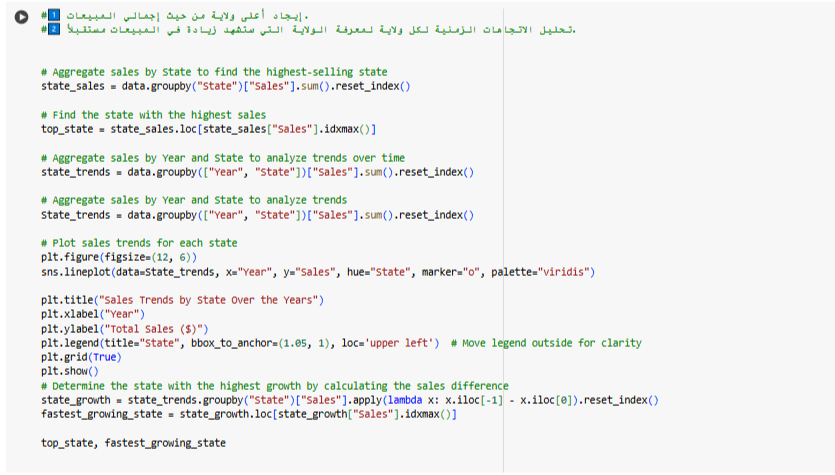 #1️⃣ إيجاد أعلى ولاية من حيث إجمالي المبيعات.
#2️⃣ تحليل الاتجاهات الزمنية لكل ولاية لمعرفة الولاية التي ستشهد زيادة في المبيعات مستقبلاً.
# Aggregate sales by State to find the highest-selling state
state_sales = data.groupby("State")["Sales"].sum().reset_index()
# Find the state with the highest sales
top_state = state_sales.loc[state_sales["Sales"].idxmax()]
# Aggregate sales by Year and State to analyze trends over time
state_trends = data.groupby(["Year", "State"])["Sales"].sum().reset_index()
# Aggregate sales by Year and State to analyze trends
State_trends = data.groupby(["Year", "State"])["Sales"].sum().reset_index()
# Plot sales trends for each state
plt.figure(figsize=(12, 6))
sns.lineplot(data=State_trends, x="Year", y="Sales", hue="State", marker="o", palette="viridis")
plt.title("Sales Trends by State Over the Years")
plt.xlabel("Year")
plt.ylabel("Total Sales ($)")
plt.legend(title="State", bbox_to_anchor=(1.05, 1), loc='upper left')  # Move legend outside for clarity
plt.grid(True)
plt.show()
# Determine the state with the highest growth by calculating the sales difference
state_growth = state_trends.groupby("State")["Sales"].apply(lambda x: x.iloc[-1] - x.iloc[0]).reset_index()
fastest_growing_state = state_growth.loc[state_growth["Sales"].idxmax()]
top_state, fastest_growing_state